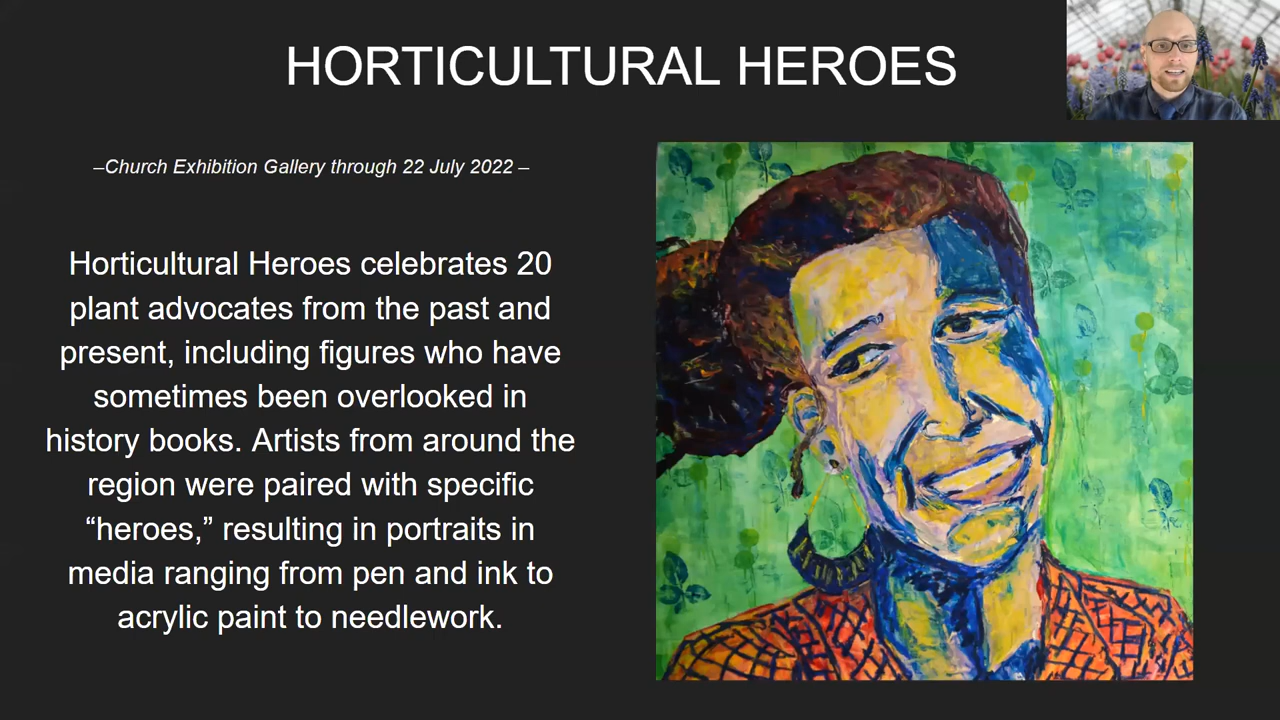 HORTICULTURAL HEROES
–Church Exhibition Gallery through 22 July 2022 –
Horticultural Heroes celebrates 20
plant advocates from the past and
present, including figures who have
sometimes been overlooked in
history books. Artists from around the
region were paired with specific
“heroes,” resulting in portraits in
media ranging from pen and ink to
acrylic paint to needlework.